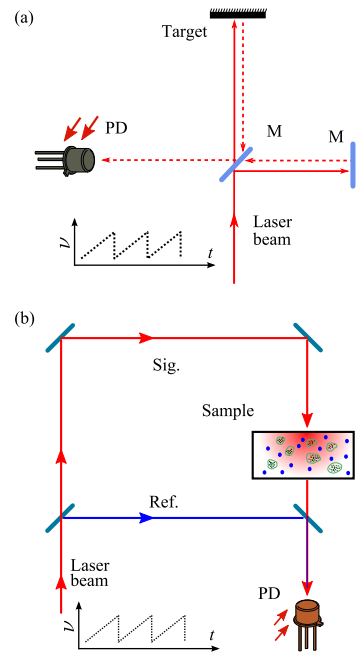 (a)
Target
PD
M
M
Laser
beam
ν
t
(b)
Sig.
Sample
Ref.
Laser
beam
PD
ν
t